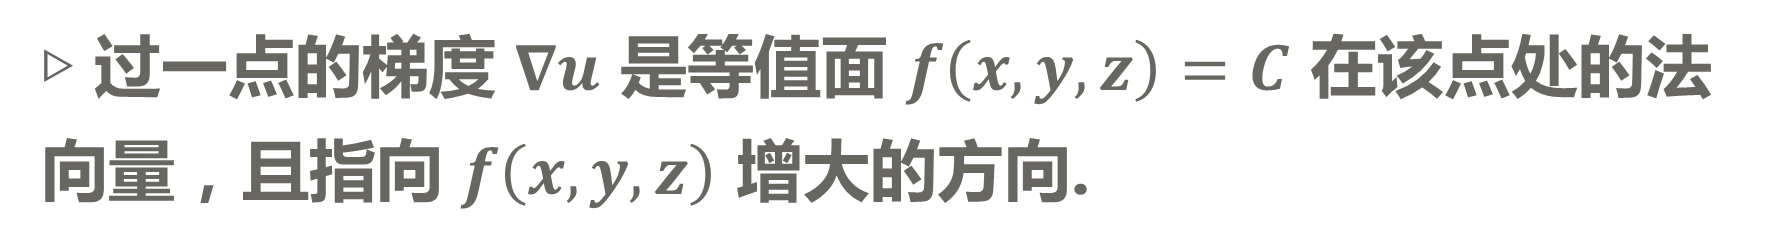 ▷ 过一点的梯度 ∇u 是等值面 f(x, y, z) = C 在该点处的法
向量，且指向 f(x, y, z) 增大的方向.